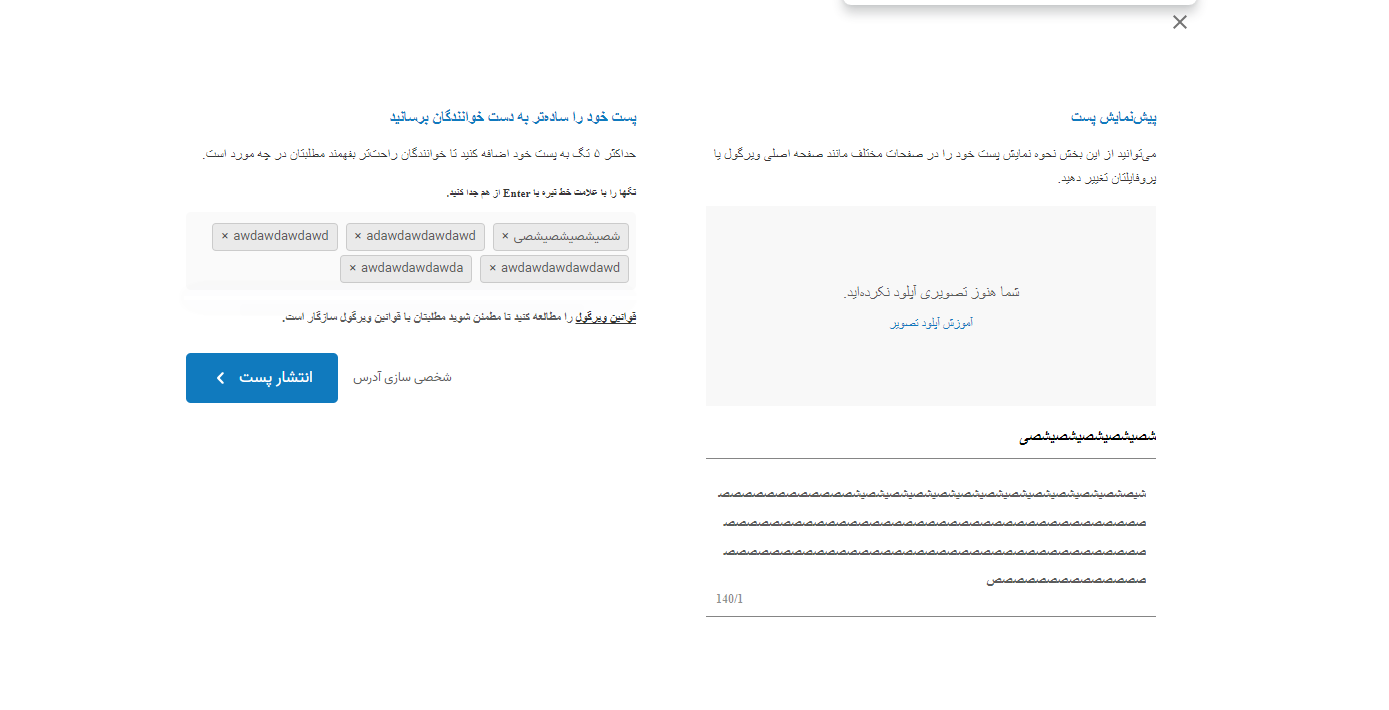 پیش‌نمایش پست
می‌توانید از این بخش نحوه نمایش پست خود را در صفحات مختلف مانند صفحه اصلی ویرگول یا
پروفایلتان تغییر دهید.
شما هنوز تصویری آپلود نکرده‌اید.
آموزش آپلود تصویر
140/1
پست خود را ساده‌تر به دست خوانندگان برسانید
حداکثر ۵ تگ به پست خود اضافه کنید تا خوانندگان راحت‌تر بفهمند مطلبتان در چه مورد است.
تگها را با علامت خط تیره یا Enter از هم جدا کنید.
شصیشصیشصیشصی × adawdawdawdawd × awdawdawdawd ×
awdawdawdawdawd × awdawdawdawda ×
قوانین ویرگول را مطالعه کنید تا مطمئن شوید مطلبتان با قوانین ویرگول سازگار است.
شخصی سازی آدرس
انتشار پست